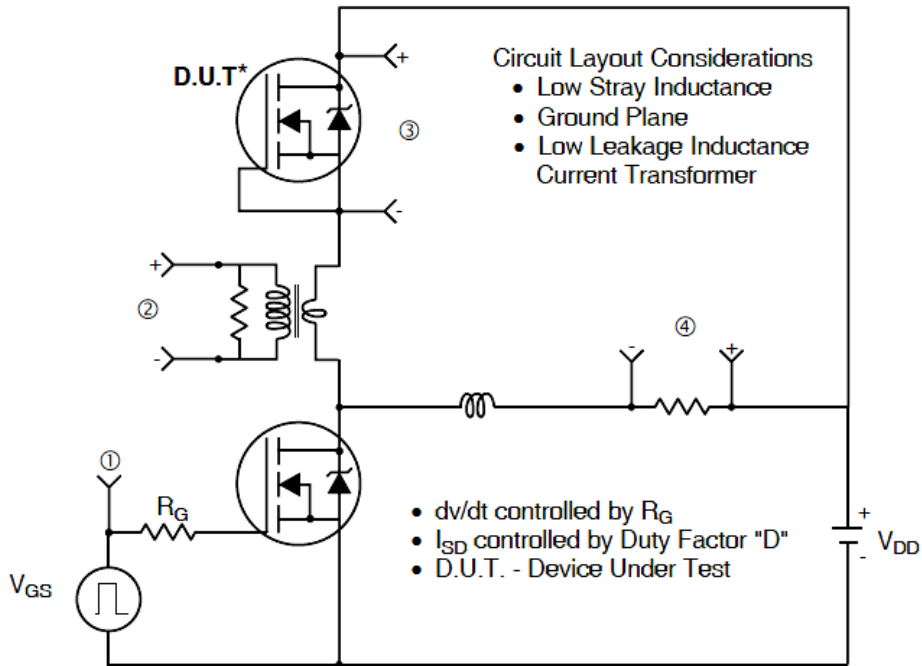 D.U.T*
+
③
-
Circuit Layout Considerations
• Low Stray Inductance
• Ground Plane
• Low Leakage Inductance
Current Transformer
+
②
-
④
-
+
①
R_G
V_GS
• dv/dt controlled by R_G
• I_SD controlled by Duty Factor "D"
• D.U.T. - Device Under Test
+
V_DD
-